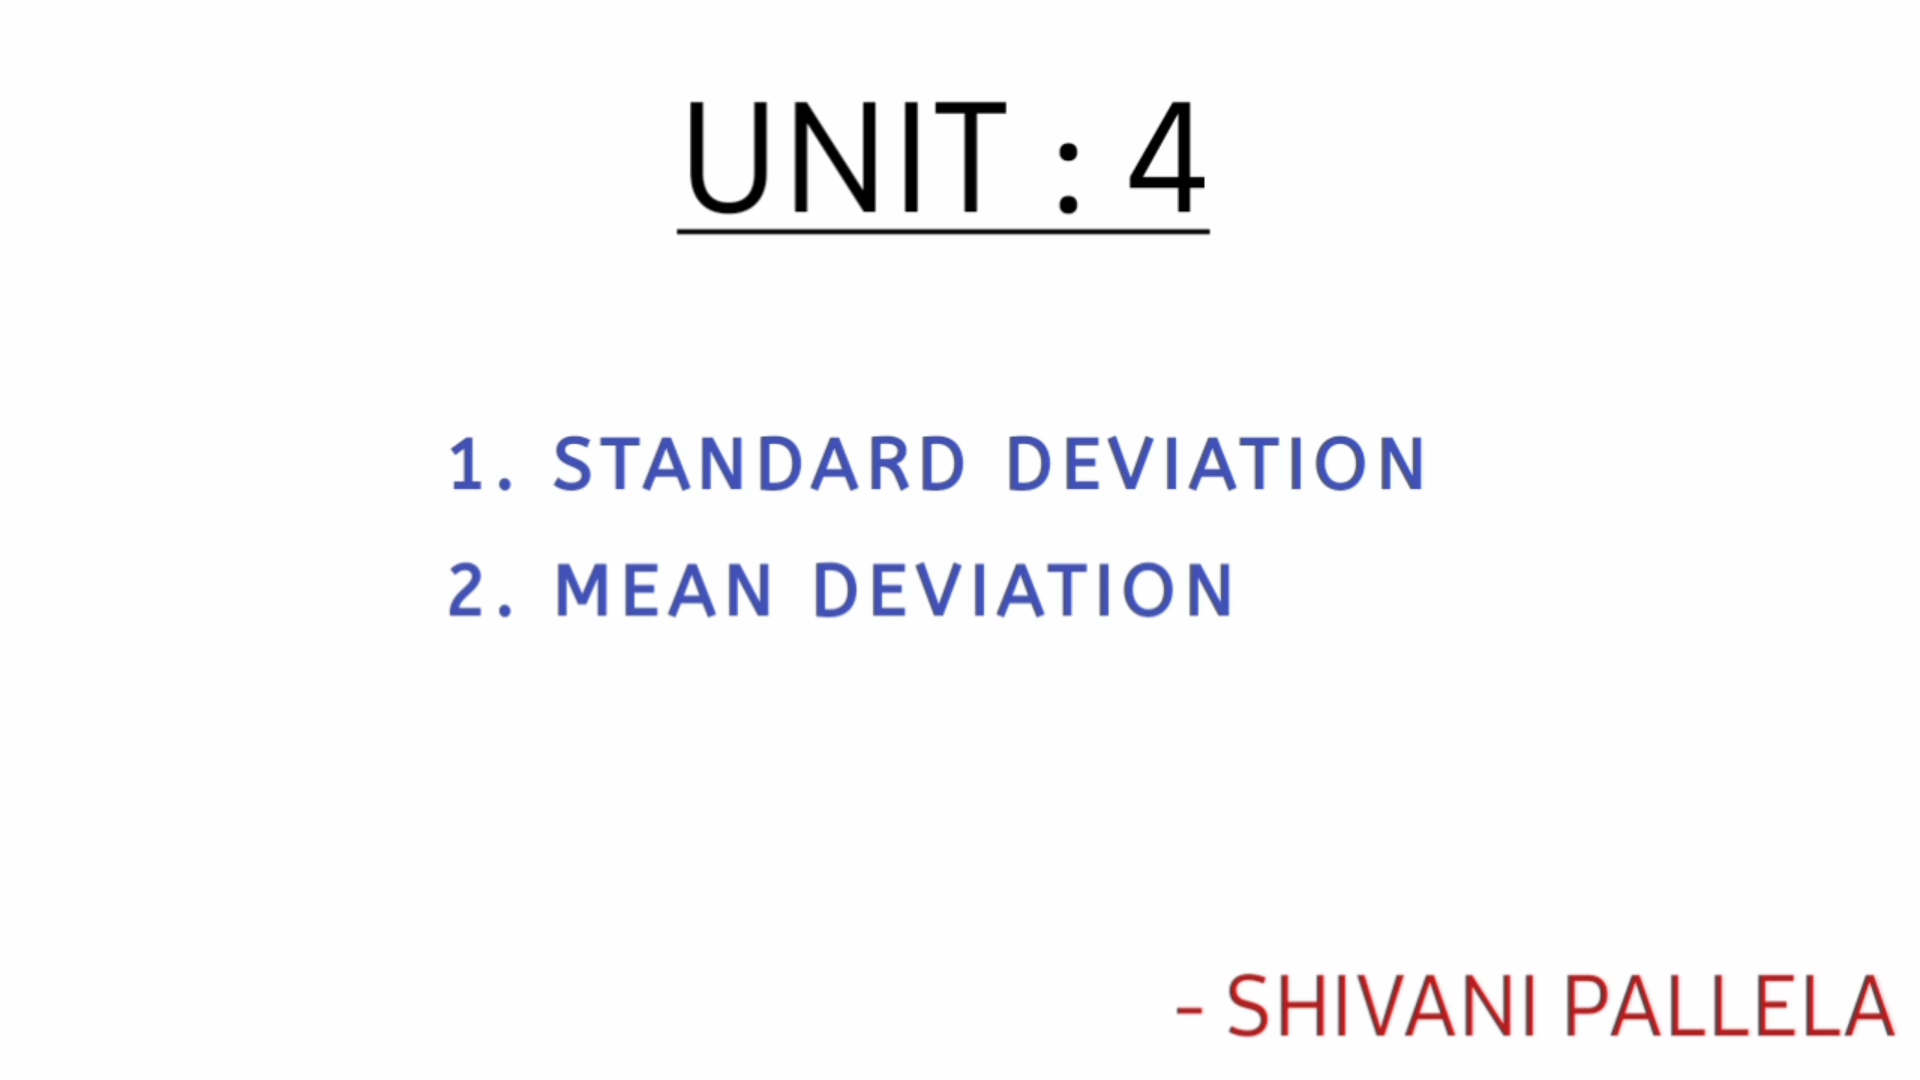 UNIT : 4
1. STANDARD DEVIATION
2. MEAN DEVIATION
- SHIVANI PALLELA